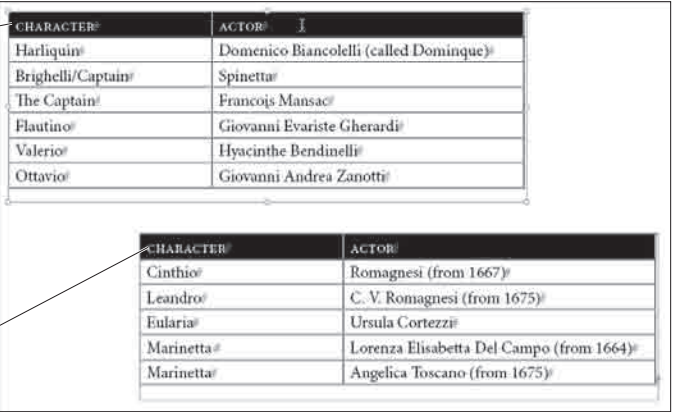 CHARACTER ACTOR
Harliquin Domenico Biancolelli (called Dominque)
Brighelli/Captain Spinetta
The Captain Francois Mansac
Flautino Giovanni Evariste Gherardi
Valerio Hyacinthe Bendinelli
Ottavio Giovanni Andrea Zanotti
CHARACTER ACTOR
Cinthio Romagnesi (from 1667)
Leandro C. V. Romagnesi (from 1675)
Eularia Ursula Cortezzi
Marinetta Lorenza Elisabetta Del Campo (from 1664)
Marinetta Angelica Toscano (from 1675)